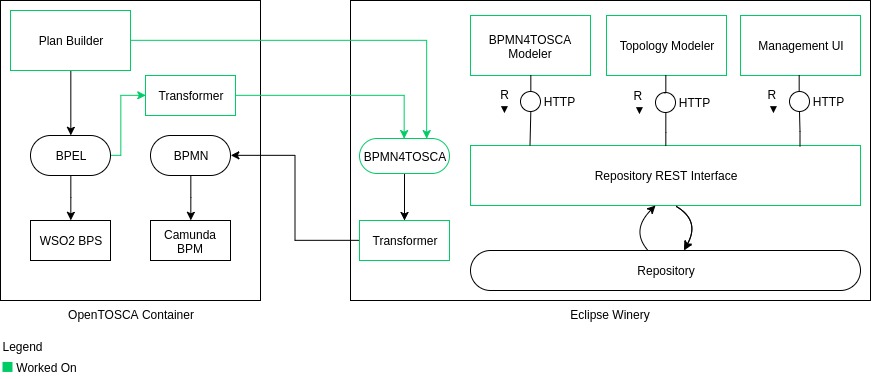 Plan Builder
Transformer
BPEL
BPMN
WSO2 BPS
Camunda
BPM
OpenTOSCA Container
BPMN4TOSCA
Modeler
Topology Modeler
Management UI
R
HTTP
R
HTTP
R
HTTP
BPMN4TOSCA
Repository REST Interface
Transformer
Repository
Eclipse Winery
Legend
Worked On